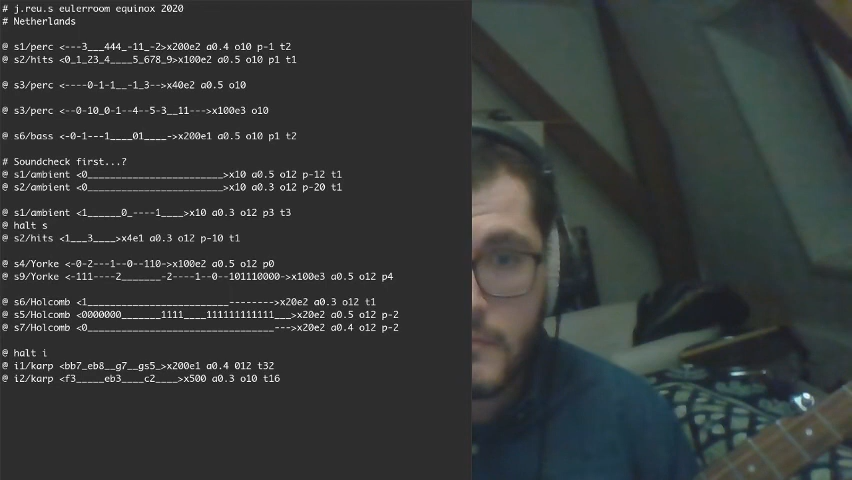 # j.reu.s eulerroom equinox 2020
# Netherlands
@ s1/perc <---3___444_-11_-2>x200e2 a0.4 o10 p-1 t2
@ s2/hits <0_1_23_4____5_678_9>x100e2 a0.5 o10 p1 t1
@ s3/perc <----0-1-1__-1_3-->x40e2 a0.5 o10
@ s3/perc <--0-10_0-1--4--5-3__11--->x100e3 o10
@ s6/bass <-0-1---1____01____->x200e1 a0.5 o10 p1 t2
# Soundcheck first...?
@ s1/ambient <0________________________>x10 a0.5 o12 p-12 t1
@ s2/ambient <0________________________>x10 a0.3 o12 p-20 t1
@ s1/ambient <1______0_----1____>x10 a0.3 o12 p3 t3
@ halt s
@ s2/hits <1___3____>x4e1 a0.3 o12 p-10 t1
@ s4/Yorke <-0-2---1--0--110->x100e2 a0.5 o12 p0
@ s9/Yorke <-111----2_______-2----1--0--101110000->x100e3 a0.5 o12 p4
@ s6/Holcomb <1_________________________-------->x20e2 a0.3 o12 t1
@ s5/Holcomb <0000000_______1111____111111111111___>x20e2 a0.5 o12 p-2
@ s7/Holcomb <0_________________________________--->x20e2 a0.4 o12 p-2
@ halt i
@ i1/karp <bb7_eb8__g7__gs5_>x200e1 a0.4 012 t32
@ i2/karp <f3_____eb3____c2____>x500 a0.3 o10 t16